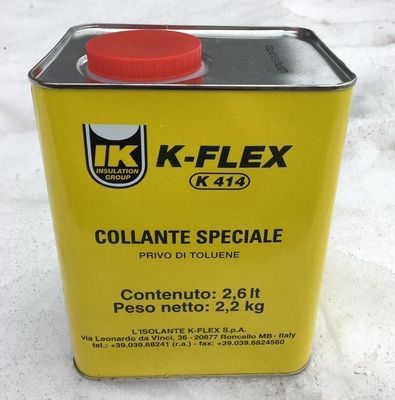 IK
INSULATION
GROUP
K-FLEX
K 414
COLLANTE SPECIALE
PRIVO DI TOLUENE
Contenuto: 2,6 lt
Peso netto: 2,2 kg
L'ISOLANTE K-FLEX S.p.A.
via Leonardo da Vinci, 36 - 20877 Roncello MB - Italy
tel.: +39.039.68241 (r.a.) - fax: +39.039.6824560